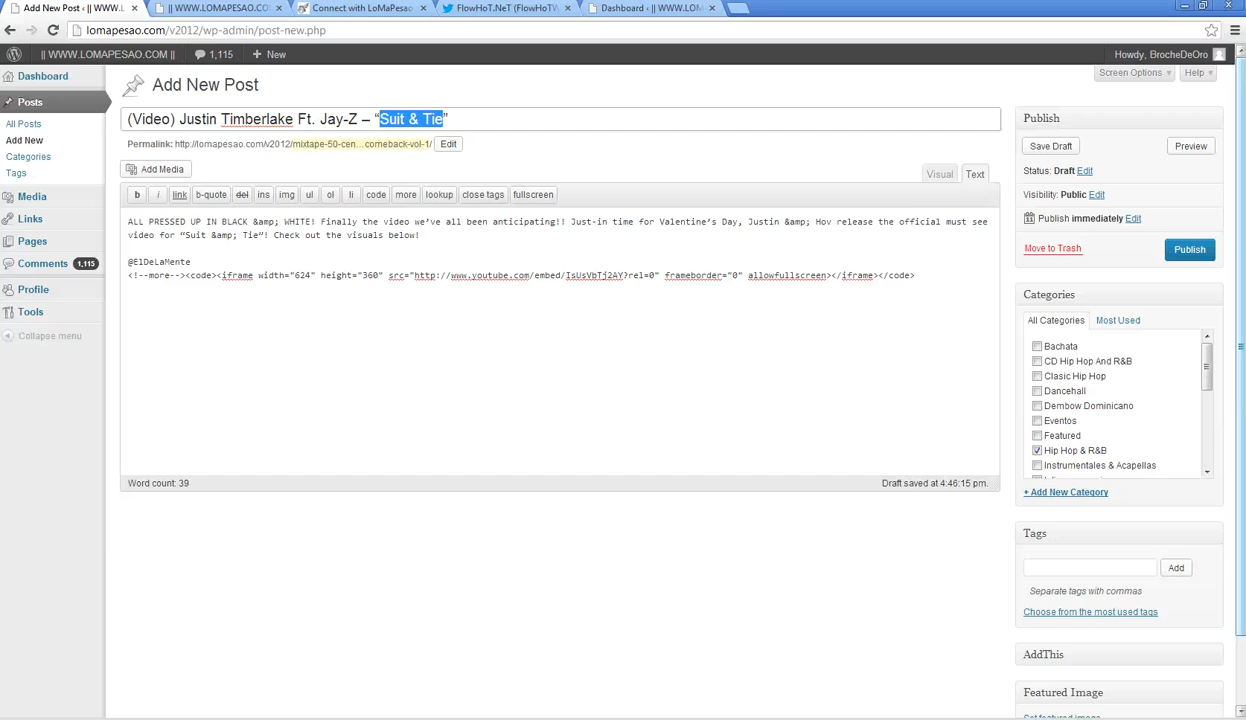 Add New Post ‹ || WWW.L
|| WWW.LOMAPESAO.COM
Connect with LoMaPesao
FlowHoT.NeT (FlowHoTW
Dashboard ‹ || WWW.LOM
lomapesao.com/v2012/wp-admin/post-new.php
|| WWW.LOMAPESAO.COM ||
1,115
+ New
Howdy, BrocheDeOro
Dashboard
Posts
All Posts
Add New
Categories
Tags
Media
Links
Pages
Comments 1,115
Profile
Tools
Collapse menu
Add New Post
Screen Options
Help
(Video) Justin Timberlake Ft. Jay-Z – “Suit & Tie”
Permalink: http://lomapesao.com/v2012/mixtape-50-cen...comeback-vol-1/ Edit
Add Media
Visual
Text
b i link b-quote del ins img ul ol li code more lookup close tags fullscreen
ALL PRESSED UP IN BLACK &amp; WHITE! Finally the video we’ve all been anticipating!! Just-in time for Valentine’s Day, Justin &amp; Hov release the official must see
video for “Suit &amp; Tie”! Check out the visuals below!
@ElDeLaMente
<!--more--><code><iframe width="624" height="360" src="http://www.youtube.com/embed/IsUsVbTj2AY?rel=0" frameborder="0" allowfullscreen></iframe></code>
Word count: 39
Draft saved at 4:46:15 pm.
Publish
Save Draft
Preview
Status: Draft Edit
Visibility: Public Edit
Publish immediately Edit
Move to Trash
Publish
Categories
All Categories
Most Used
Bachata
CD Hip Hop And R&B
Clasic Hip Hop
Dancehall
Dembow Dominicano
Eventos
Featured
Hip Hop & R&B
Instrumentales & Acapellas
+ Add New Category
Tags
Add
Separate tags with commas
Choose from the most used tags
AddThis
Featured Image
Set featured image